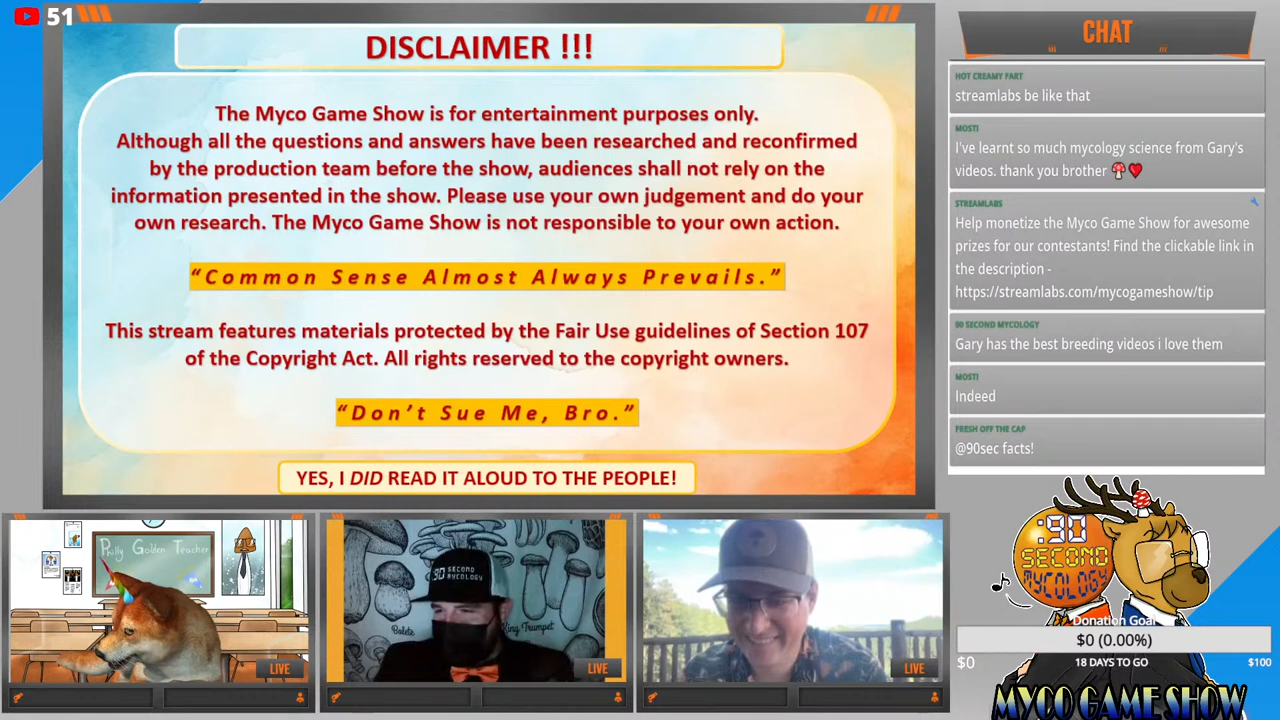 51
DISCLAIMER !!!
The Myco Game Show is for entertainment purposes only.
Although all the questions and answers have been researched and reconfirmed
by the production team before the show, audiences shall not rely on the
information presented in the show. Please use your own judgement and do your
own research. The Myco Game Show is not responsible to your own action.
“Common Sense Almost Always Prevails.”
This stream features materials protected by the Fair Use guidelines of Section 107
of the Copyright Act. All rights reserved to the copyright owners.
“Don’t Sue Me, Bro.”
YES, I DID READ IT ALOUD TO THE PEOPLE!
CHAT
HOT CREAMY FART
streamlabs be like that
MOSTI
I've learnt so much mycology science from Gary's
videos. thank you brother 🍄❤️
STREAMLABS
Help monetize the Myco Game Show for awesome
prizes for our contestants! Find the clickable link in
the description -
https://streamlabs.com/mycogameshow/tip
90 SECOND MYCOLOGY
Gary has the best breeding videos i love them
MOSTI
Indeed
FRESH OFF THE CAP
@90sec facts!
Philly Golden Teacher
LIVE
:90 SECOND
MYCOLOGY
Bolete
King Trumpet
LIVE
LIVE
:90
SECOND
MYCOLOGY
Donation Goal
$0 (0.00%)
$0
18 DAYS TO GO
$100
MYCO GAME SHOW